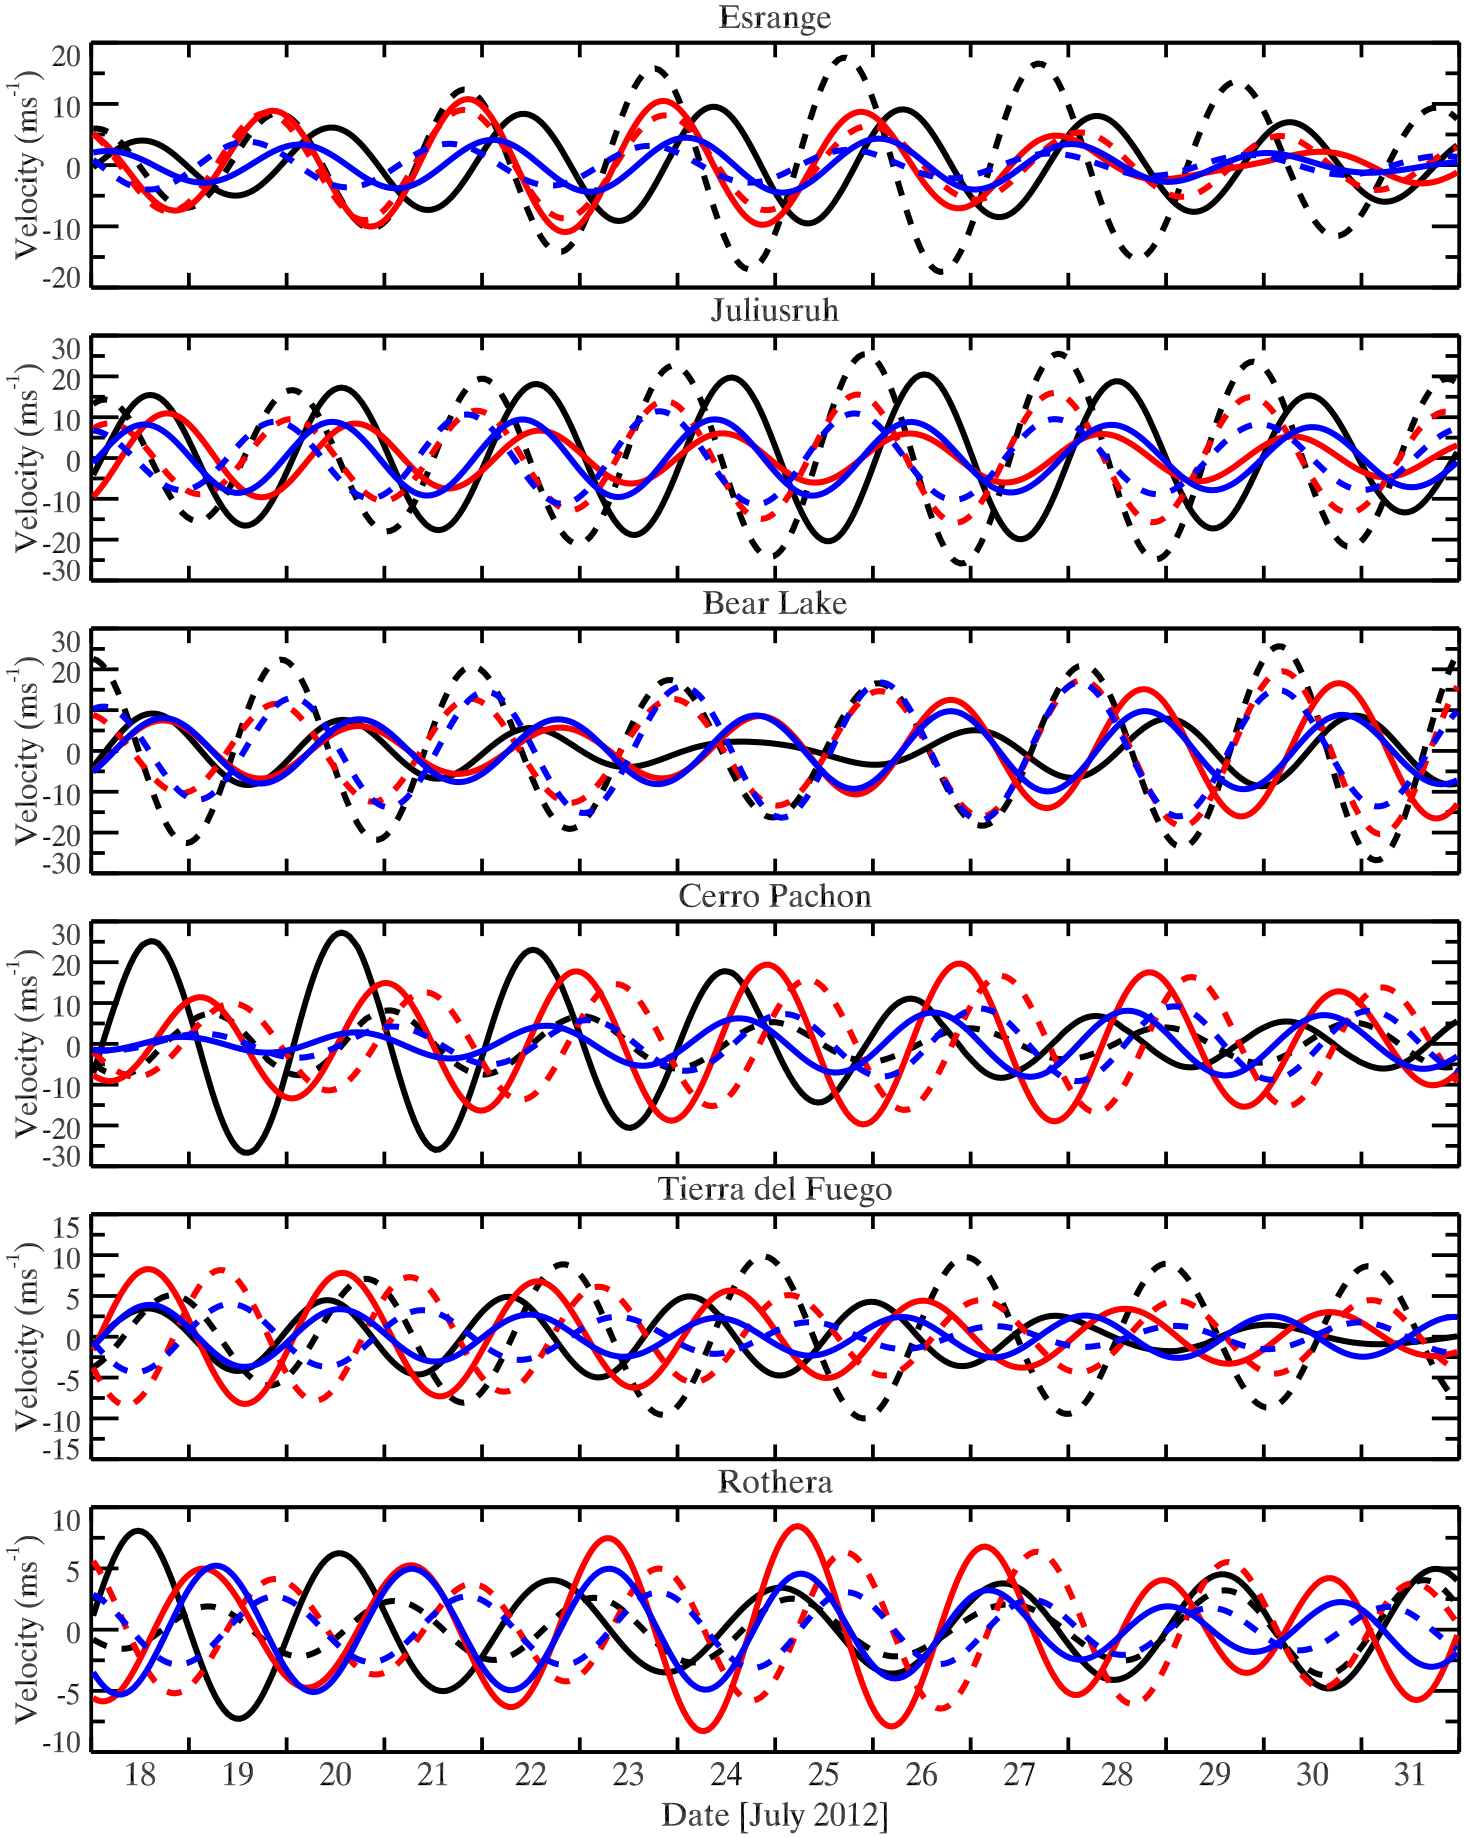 Esrange
20
10
0
-10
-20
Velocity (ms⁻¹)
Juliusruh
30
20
10
0
-10
-20
-30
Velocity (ms⁻¹)
Bear Lake
30
20
10
0
-10
-20
-30
Velocity (ms⁻¹)
Cerro Pachon
30
20
10
0
-10
-20
-30
Velocity (ms⁻¹)
Tierra del Fuego
15
10
5
0
-5
-10
-15
Velocity (ms⁻¹)
Rothera
10
5
0
-5
-10
Velocity (ms⁻¹)
18 19 20 21 22 23 24 25 26 27 28 29 30 31
Date [July 2012]